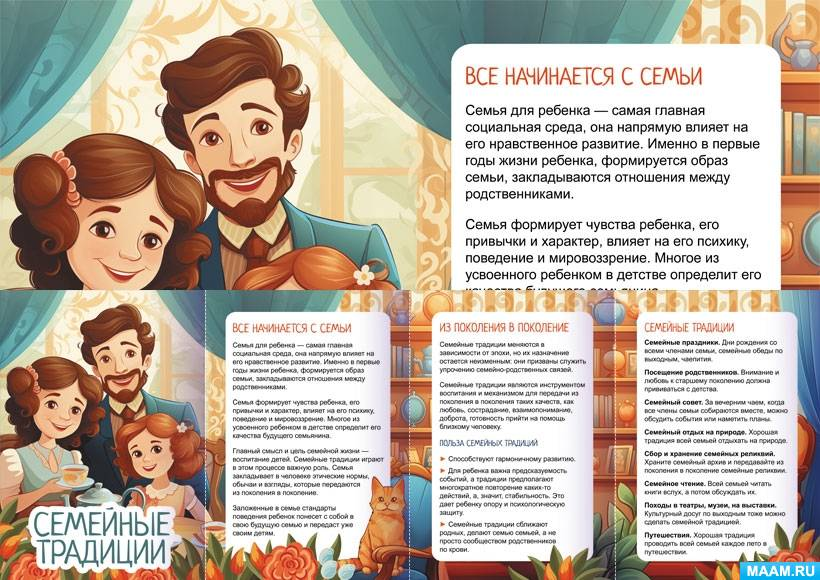 ВСЕ НАЧИНАЕТСЯ С СЕМЬИ
Семья для ребенка — самая главная
социальная среда, она напрямую влияет на
его нравственное развитие. Именно в первые
годы жизни ребенка, формируется образ
семьи, закладываются отношения между
родственниками.
Семья формирует чувства ребенка, его
привычки и характер, влияет на его психику,
поведение и мировоззрение. Многое из
усвоенного ребенком в детстве определит его
качества будущего семьянина.
СЕМЕЙНЫЕ
ТРАДИЦИИ
ВСЕ НАЧИНАЕТСЯ С СЕМЬИ
Семья для ребенка — самая главная
социальная среда, она напрямую влияет на
его нравственное развитие. Именно в первые
годы жизни ребенка, формируется образ
семьи, закладываются отношения между
родственниками.
Семья формирует чувства ребенка, его
привычки и характер, влияет на его психику,
поведение и мировоззрение. Многое из
усвоенного ребенком в детстве определит его
качества будущего семьянина.
Главный смысл и цель семейной жизни —
воспитание детей. Семейные традиции играют
в этом процессе важную роль. Семья
закладывает в человеке этические нормы,
обычаи и взгляды, которые передаются
из поколения в поколение.
Заложенные в семье стандарты
поведения ребенок понесет с собой в
свою будущую семью и передаст уже
своим детям.
ИЗ ПОКОЛЕНИЯ В ПОКОЛЕНИЕ
Семейные традиции меняются в
зависимости от эпохи, но их назначение
остается неизменным: они призваны служить
упрочению семейно-родственных связей.
Семейные традиции являются инструментом
воспитания и механизмом для передачи из
поколения в поколения таких качеств, как
любовь, сострадание, взаимопонимание,
доброта, готовность прийти на помощь
близкому человеку.
ПОЛЬЗА СЕМЕЙНЫХ ТРАДИЦИЙ
► Способствуют гармоничному развитию.
► Для ребенка важна предсказуемость
событий, а традиции предполагают
многократное повторение каких-то
действий, а, значит, стабильность. Это
дает ребенку опору и психологическую
защиту.
► Семейные традиции сближают
родных, делают семью семьей, а не
просто сообществом родственников
по крови.
СЕМЕЙНЫЕ ТРАДИЦИИ
Семейные праздники. Дни рождения со
всеми членами семьи, семейные обеды по
выходным, чаепития.
Посещение родственников. Внимание и
любовь к старшему поколению должна
прививаться с детства.
Семейный совет. За вечерним чаем, когда
все члены семьи собираются вместе, можно
обсудить события или наметить планы.
Семейный отдых на природе. Хорошая
традиция всей семьей отдыхать на природе.
Сбор и хранение семейных реликвий.
Храните семейный архив и передавайте из
поколения в поколение семейные реликвии.
Семейное чтение. Всей семьей читать
книги вслух, а потом обсуждать их.
Походы в театры, музеи, на выставки.
Культурный досуг по выходным тоже можно
сделать семейной традицией.
Путешествия. Хорошая традиция
проводить всей семьей каждое лето в
путешествии.
MAAM.RU